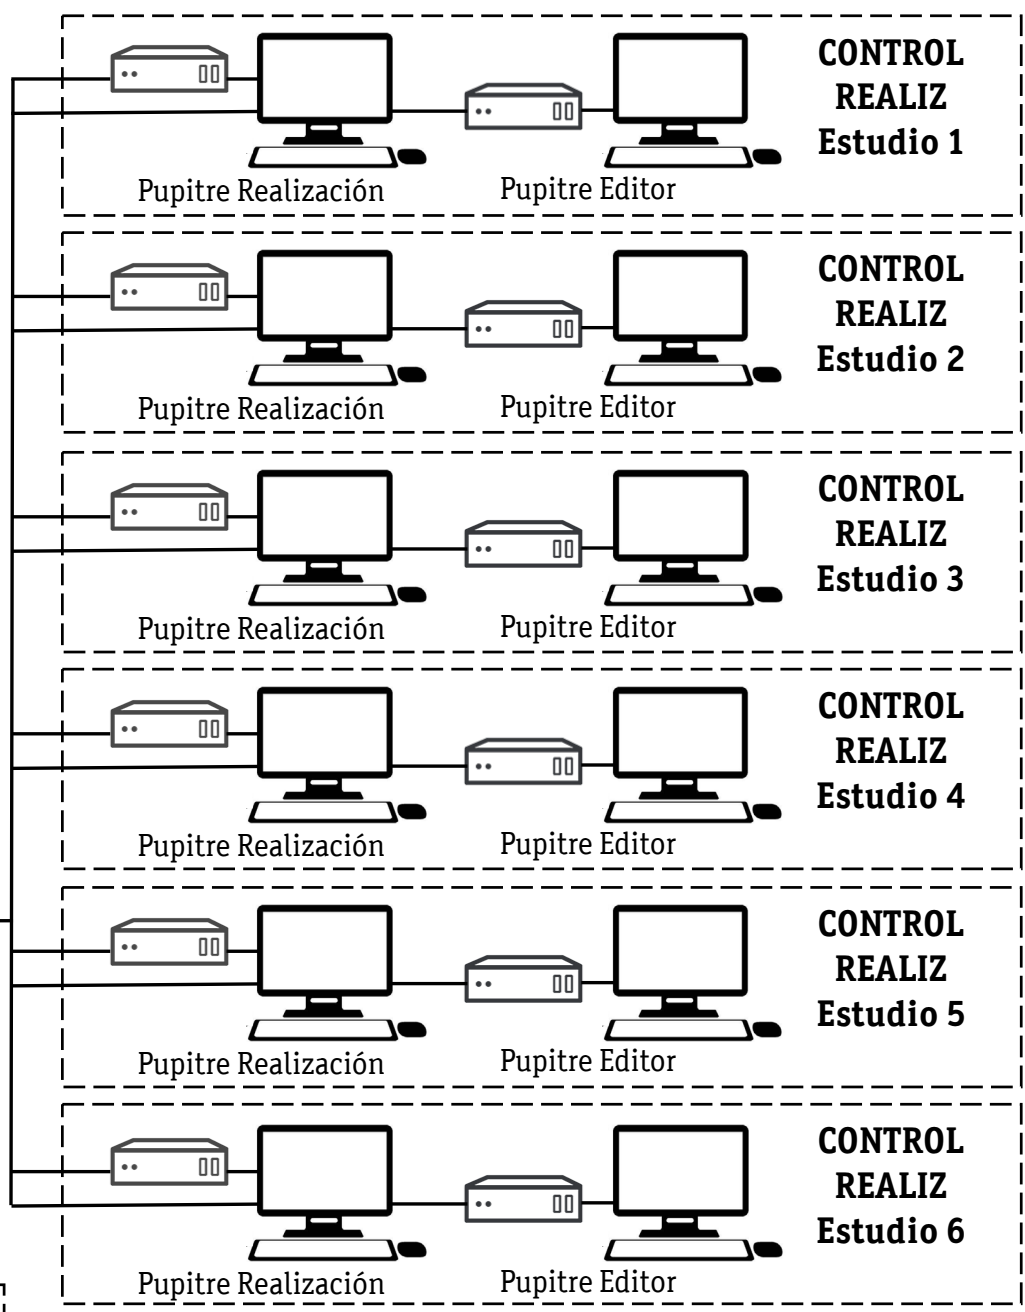 CONTROL
REALIZ
Estudio 1
Pupitre Realización
Pupitre Editor
CONTROL
REALIZ
Estudio 2
Pupitre Realización
Pupitre Editor
CONTROL
REALIZ
Estudio 3
Pupitre Realización
Pupitre Editor
CONTROL
REALIZ
Estudio 4
Pupitre Realización
Pupitre Editor
CONTROL
REALIZ
Estudio 5
Pupitre Realización
Pupitre Editor
CONTROL
REALIZ
Estudio 6
Pupitre Realización
Pupitre Editor